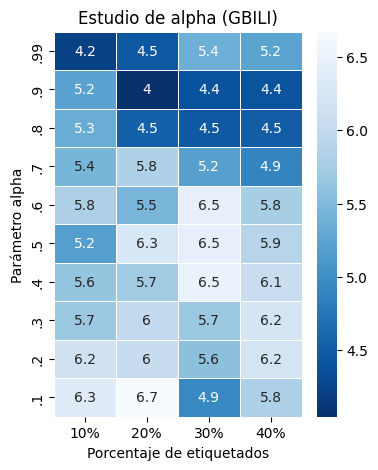 Estudio de alpha (GBILI)
.99 4.2 4.5 5.4 5.2
.9 5.2 4 4.4 4.4
.8 5.3 4.5 4.5 4.5
.7 5.4 5.8 5.2 4.9
.6 5.8 5.5 6.5 5.8
.5 5.2 6.3 6.5 5.9
.4 5.6 5.7 6.5 6.1
.3 5.7 6 5.7 6.2
.2 6.2 6 5.6 6.2
.1 6.3 6.7 4.9 5.8
10% 20% 30% 40%
Porcentaje de etiquetados
Parámetro alpha
6.0
5.5
5.0
4.5